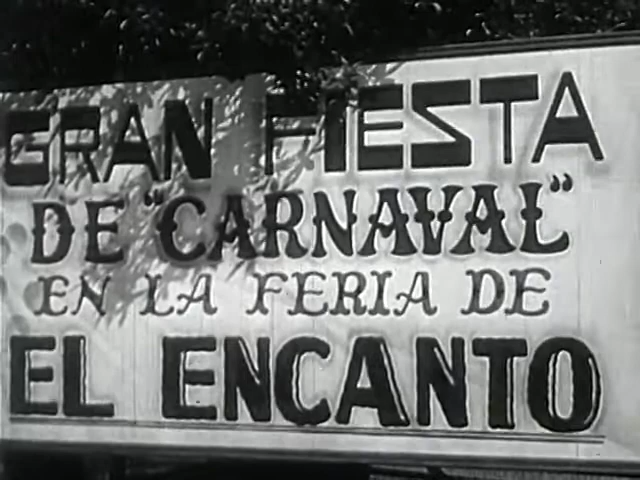 GRAN FIESTA
DE "CARNAVAL"
EN LA FERIA DE
EL ENCANTO